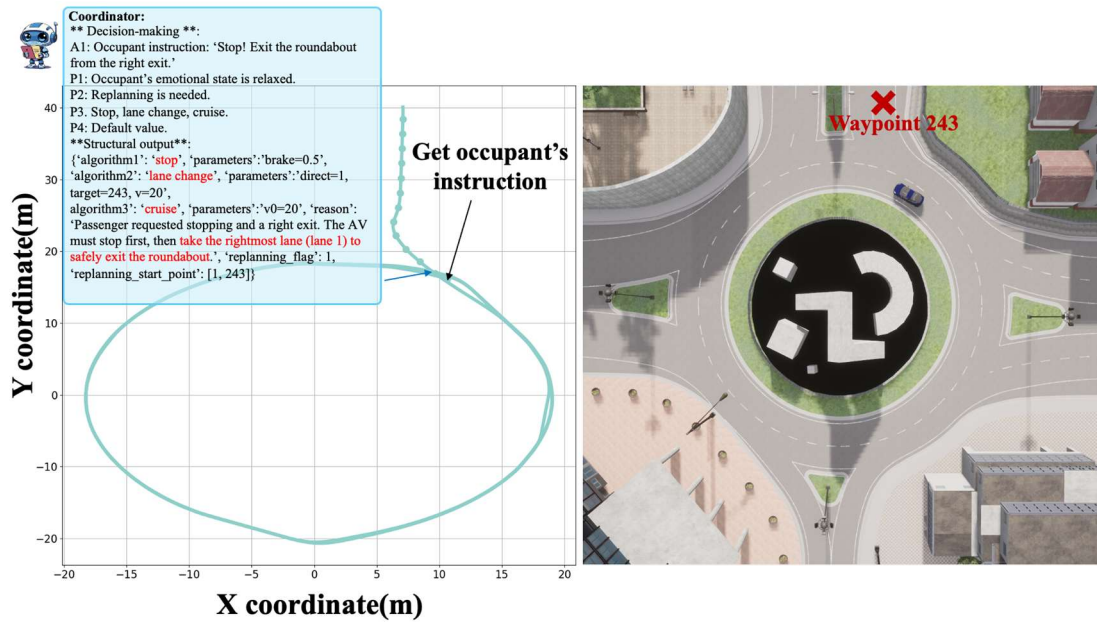 Coordinator:
** Decision-making **:
A1: Occupant instruction: ‘Stop! Exit the roundabout
from the right exit.’
P1: Occupant’s emotional state is relaxed.
P2: Replanning is needed.
P3. Stop, lane change, cruise.
P4: Default value.
**Structural output**:
{‘algorithm1’: ‘stop’, ‘parameters’:’brake=0.5’,
‘algorithm2’: ‘lane change’, ‘parameters’:’direct=1,
target=243, v=20’,
algorithm3’: ‘cruise’, ‘parameters’:’v0=20’, ‘reason’:
‘Passenger requested stopping and a right exit. The AV
must stop first, then take the rightmost lane (lane 1) to
safely exit the roundabout.’, ‘replanning_flag’: 1,
‘replanning_start_point’: [1, 243]}
Get occupant’s
instruction
Y coordinate(m)
40
30
20
10
0
−10
−20
−20 −15 −10 −5 0 5 10 15 20
X coordinate(m)
Waypoint 243